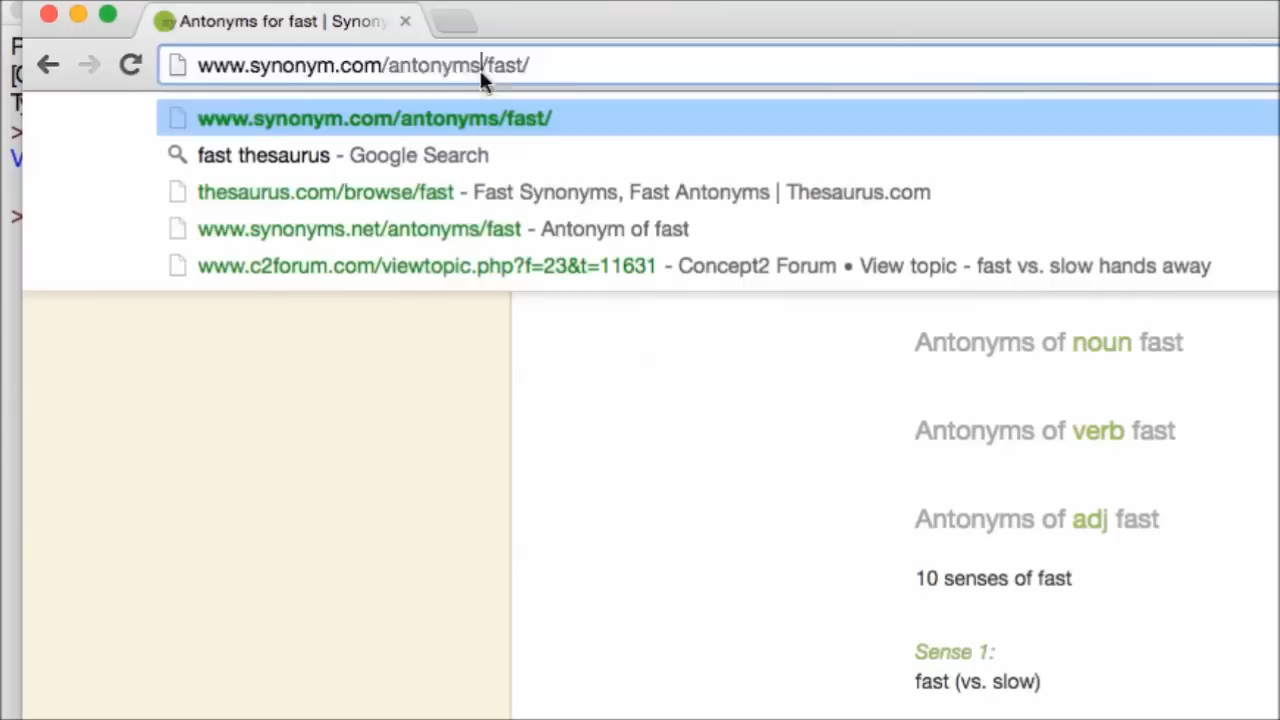 Antonyms for fast | Synony
www.synonym.com/antonyms/fast/
www.synonym.com/antonyms/fast/
fast thesaurus - Google Search
thesaurus.com/browse/fast - Fast Synonyms, Fast Antonyms | Thesaurus.com
www.synonyms.net/antonyms/fast - Antonym of fast
www.c2forum.com/viewtopic.php?f=23&t=11631 - Concept2 Forum • View topic - fast vs. slow hands away
Antonyms of noun fast
Antonyms of verb fast
Antonyms of adj fast
10 senses of fast
Sense 1:
fast (vs. slow)